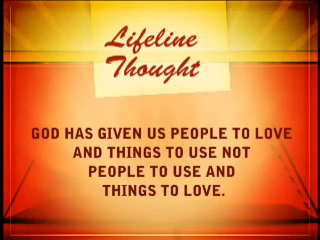 Lifeline
Thought
GOD HAS GIVEN US PEOPLE TO LOVE
AND THINGS TO USE NOT
PEOPLE TO USE AND
THINGS TO LOVE.